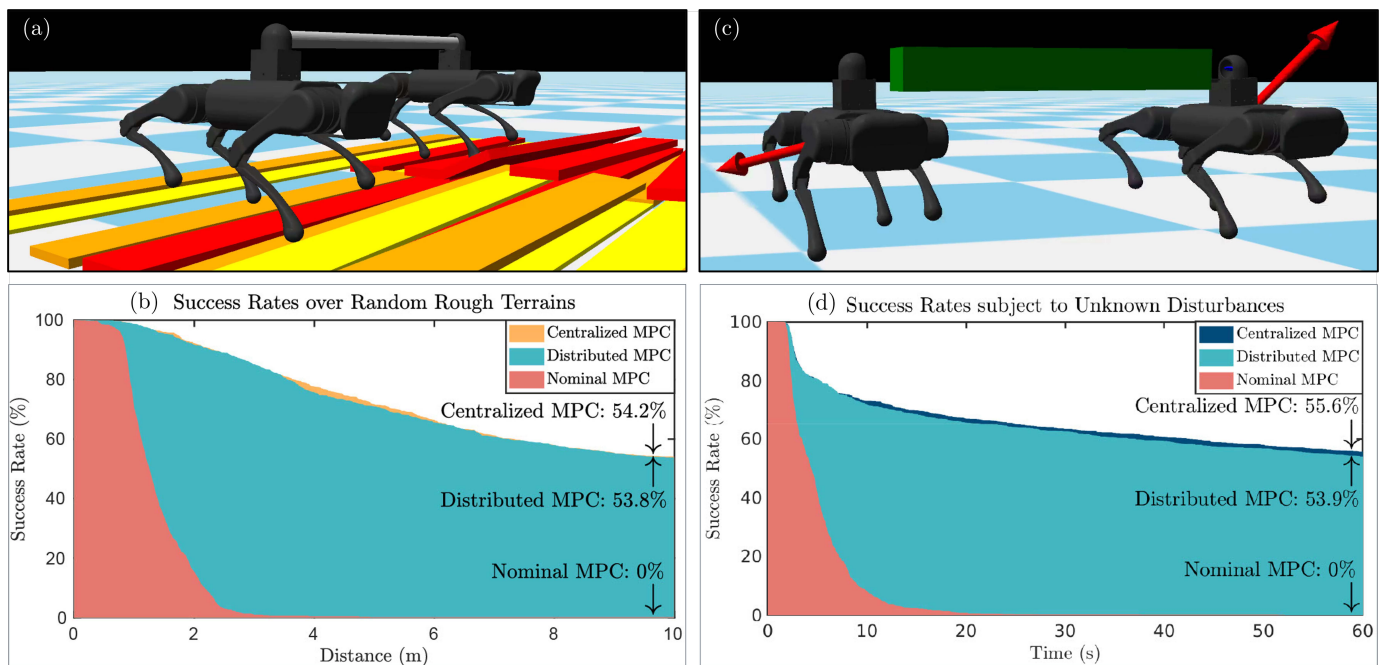 (a)
(c)
(b) Success Rates over Random Rough Terrains
100
80
60
40
20
0
Success Rate (%)
Centralized MPC
Distributed MPC
Nominal MPC
Centralized MPC: 54.2%
Distributed MPC: 53.8%
Nominal MPC: 0%
0 2 4 6 8 10
Distance (m)
(d) Success Rates subject to Unknown Disturbances
100
80
60
40
20
0
Success Rate (%)
Centralized MPC
Distributed MPC
Nominal MPC
Centralized MPC: 55.6%
Distributed MPC: 53.9%
Nominal MPC: 0%
0 10 20 30 40 50 60
Time (s)